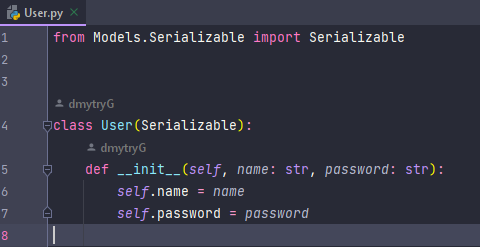 User.py
1 from Models.Serializable import Serializable
2
3
dmytryG
4 class User(Serializable):
dmytryG
5     def __init__(self, name: str, password: str):
6         self.name = name
7         self.password = password
8